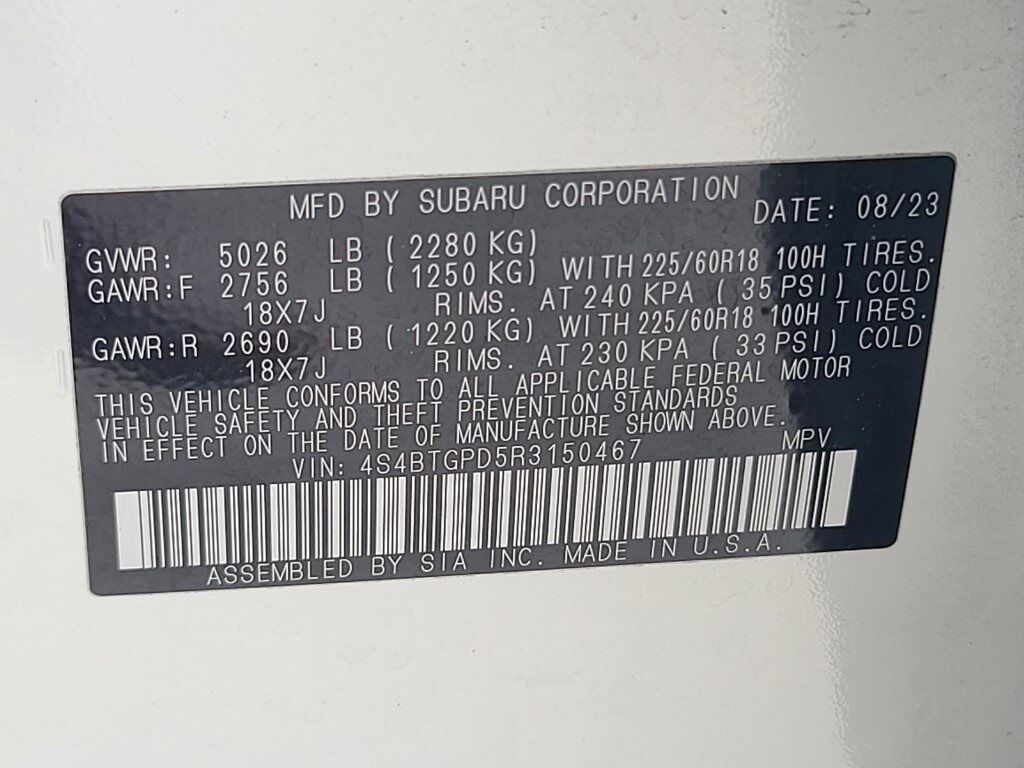 MFD BY SUBARU CORPORATION DATE: 08/23
GVWR: 5026 LB ( 2280 KG)
GAWR:F 2756 LB ( 1250 KG) WITH 225/60R18 100H TIRES.
18X7J RIMS. AT 240 KPA ( 35 PSI) COLD
GAWR:R 2690 LB ( 1220 KG) WITH 225/60R18 100H TIRES.
18X7J RIMS. AT 230 KPA ( 33 PSI) COLD
THIS VEHICLE CONFORMS TO ALL APPLICABLE FEDERAL MOTOR
VEHICLE SAFETY AND THEFT PREVENTION STANDARDS
IN EFFECT ON THE DATE OF MANUFACTURE SHOWN ABOVE.
VIN: 4S4BTGPD5R3150467 MPV
ASSEMBLED BY SIA INC. MADE IN U.S.A.